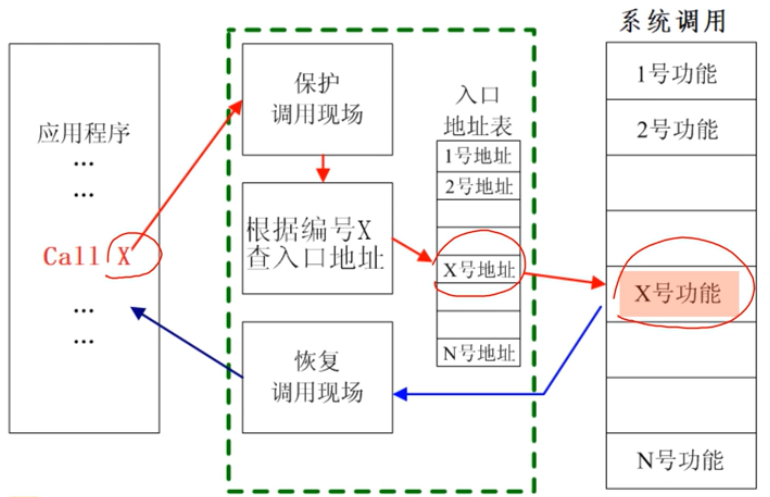 系统调用
应用程序
...
...
Call X
...
...
保护
调用现场
根据编号X
查入口地址
恢复
调用现场
入口
地址表
1号地址
2号地址
X号地址
N号地址
1号功能
2号功能
X号功能
N号功能